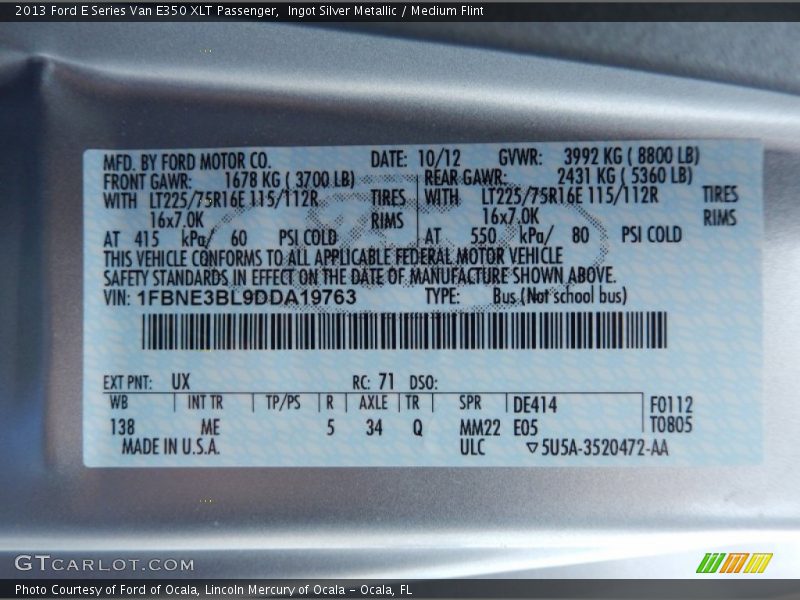 2013 Ford E Series Van E350 XLT Passenger,  Ingot Silver Metallic / Medium Flint
MFD. BY FORD MOTOR CO. DATE: 10/12 GVWR: 3992 KG ( 8800 LB)
FRONT GAWR: 1678 KG ( 3700 LB) REAR GAWR: 2431 KG ( 5360 LB)
WITH LT225/75R16E 115/112R TIRES WITH LT225/75R16E 115/112R TIRES
16x7.0K RIMS 16x7.0K RIMS
AT 415 kPa/ 60 PSI COLD AT 550 kPa/ 80 PSI COLD
THIS VEHICLE CONFORMS TO ALL APPLICABLE FEDERAL MOTOR VEHICLE
SAFETY STANDARDS IN EFFECT ON THE DATE OF MANUFACTURE SHOWN ABOVE.
VIN: 1FBNE3BL9DDA19763 TYPE: Bus (Not school bus)
EXT PNT: UX RC: 71 DSO:
WB INT TR TP/PS R AXLE TR SPR DE414 F0112
138 ME 5 34 Q MM22 E05 T0805
MADE IN U.S.A. ULC ▽5U5A-3520472-AA
GTCARLOT.COM
Photo Courtesy of Ford of Ocala, Lincoln Mercury of Ocala – Ocala, FL